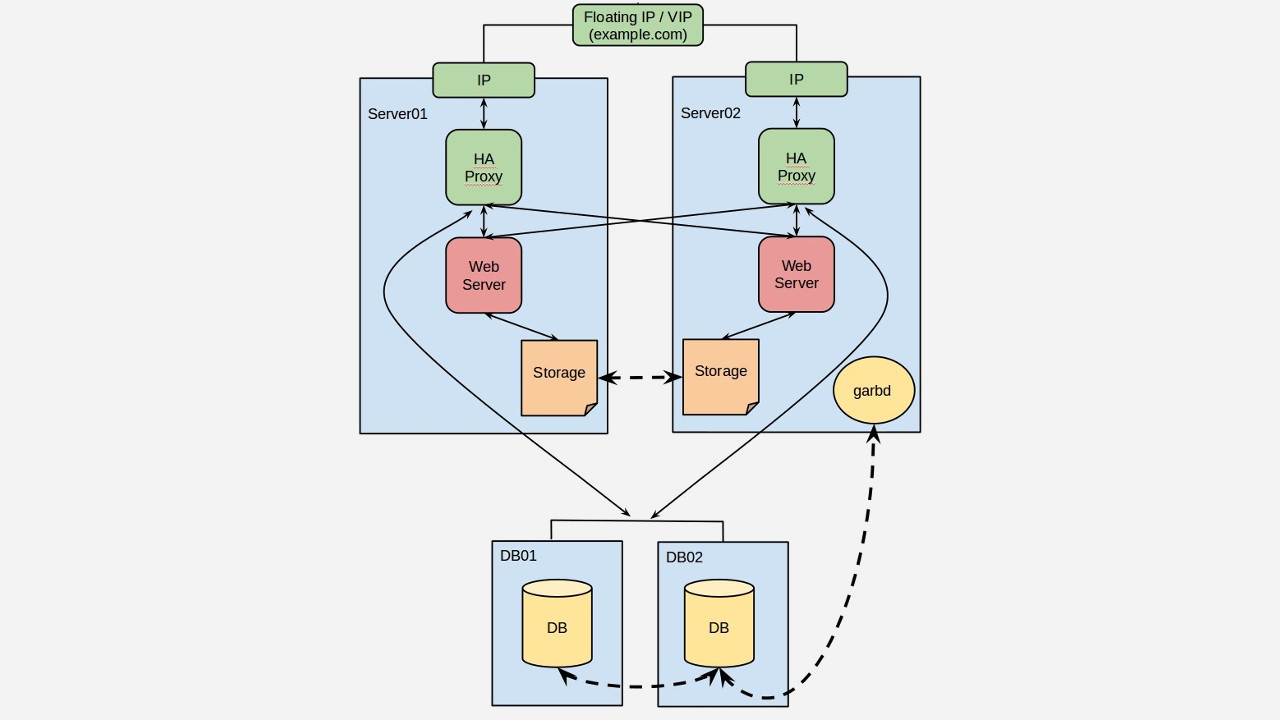 Floating IP / VIP
(example.com)
IP
IP
Server01
Server02
HA
Proxy
HA
Proxy
Web
Server
Web
Server
Storage
Storage
garbd
DB01
DB02
DB
DB